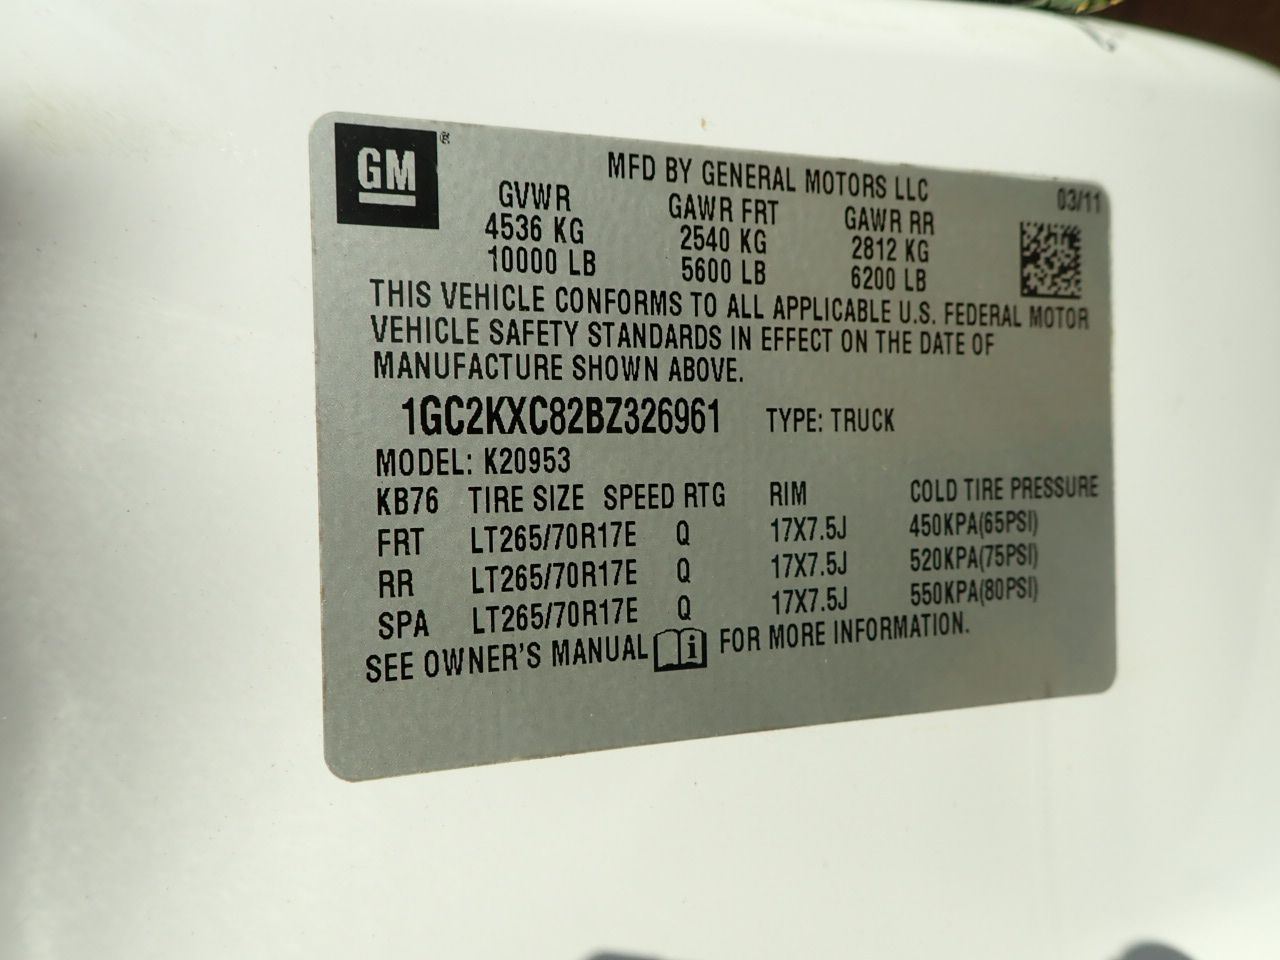 GM ®
MFD BY GENERAL MOTORS LLC
03/11
GVWR GAWR FRT GAWR RR
4536 KG 2540 KG 2812 KG
10000 LB 5600 LB 6200 LB
THIS VEHICLE CONFORMS TO ALL APPLICABLE U.S. FEDERAL MOTOR
VEHICLE SAFETY STANDARDS IN EFFECT ON THE DATE OF
MANUFACTURE SHOWN ABOVE.
1GC2KXC82BZ326961 TYPE: TRUCK
MODEL: K20953
KB76 TIRE SIZE SPEED RTG RIM COLD TIRE PRESSURE
FRT LT265/70R17E Q 17X7.5J 450KPA(65PSI)
RR LT265/70R17E Q 17X7.5J 520KPA(75PSI)
SPA LT265/70R17E Q 17X7.5J 550KPA(80PSI)
SEE OWNER'S MANUAL i FOR MORE INFORMATION.